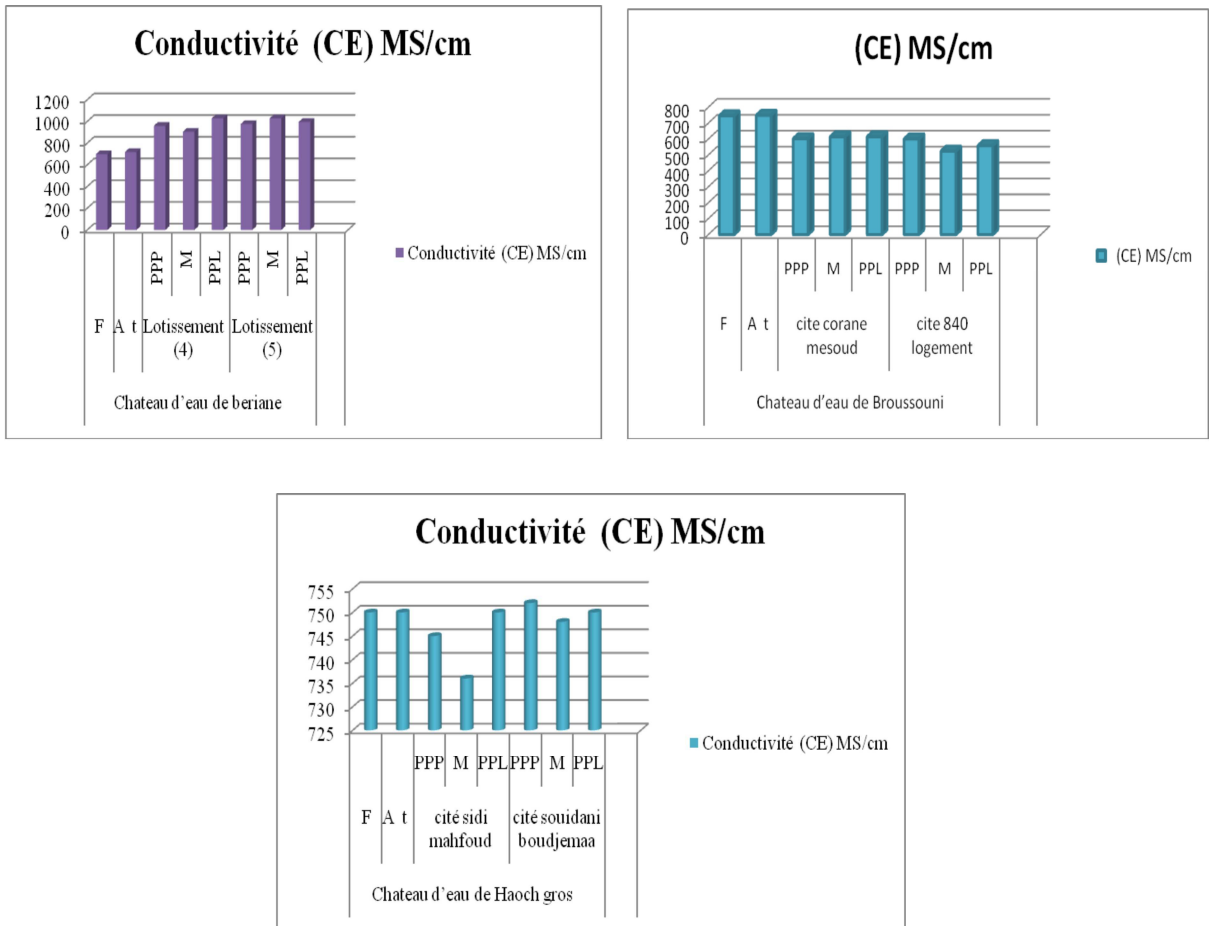 Conductivité (CE) MS/cm
1200
1000
800
600
400
200
0
PPP M PPL PPP M PPL
F A t Lotissement (4) Lotissement (5)
Chateau d'eau de beriane
Conductivité (CE) MS/cm
(CE) MS/cm
800
700
600
500
400
300
200
100
0
PPP M PPL PPP M PPL
F A t cite corane mesoud cite 840 logement
Chateau d'eau de Broussouni
(CE) MS/cm
Conductivité (CE) MS/cm
755
750
745
740
735
730
725
PPP M PPL PPP M PPL
F A t cité sidi mahfoud cité souidani boudjemaa
Chateau d'eau de Haoch gros
Conductivité (CE) MS/cm